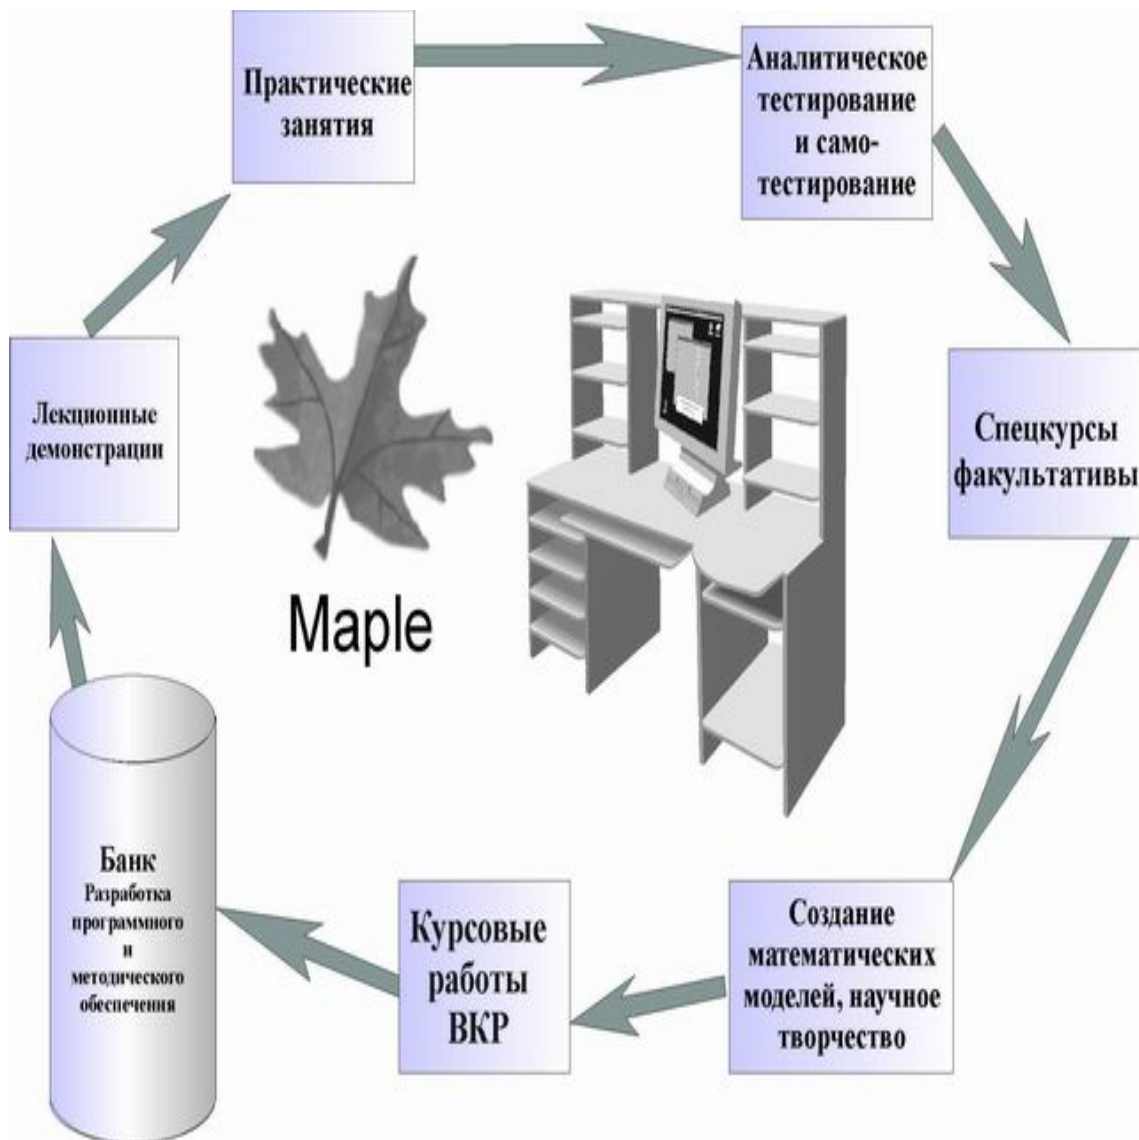 Практические
занятия
Аналитическое
тестирование
и само-
тестирование
Лекционные
демонстрации
Спецкурсы
факультативы
Maple
Банк
Разработка
программного
и
методического
обеспечения
Курсовые
работы
ВКР
Создание
математических
моделей, научное
творчество